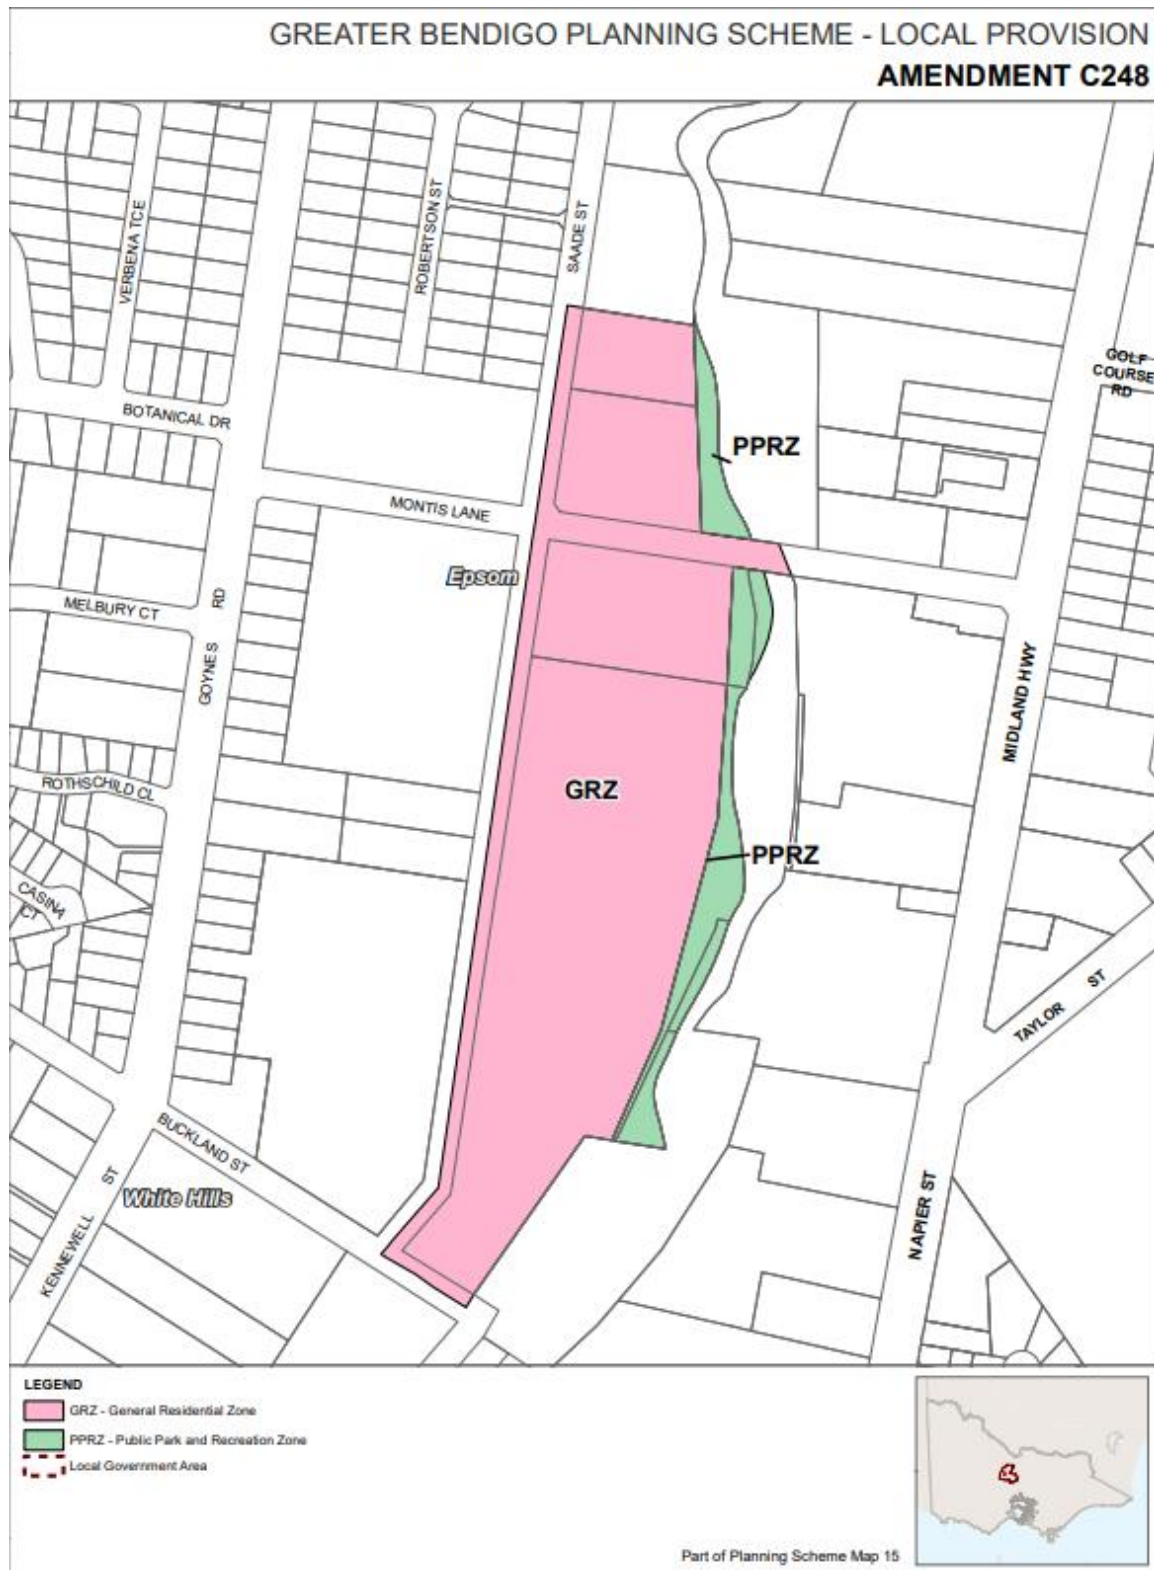 GREATER BENDIGO PLANNING SCHEME - LOCAL PROVISION
AMENDMENT C248
VERBENA TCE
ROBERTSON ST
SAADE ST
GOLF
COURSE
RD
BOTANICAL DR
PPRZ
MONTIS LANE
Epsom
MELBURY CT
GOYNES RD
MIDLAND HWY
ROTHSCHILD CL
GRZ
PPRZ
CASINA
CT
TAYLOR ST
BUCKLAND ST
White Hills
KENNEWELL ST
NAPIER ST
LEGEND
GRZ - General Residential Zone
PPRZ - Public Park and Recreation Zone
Local Government Area
Part of Planning Scheme Map 15